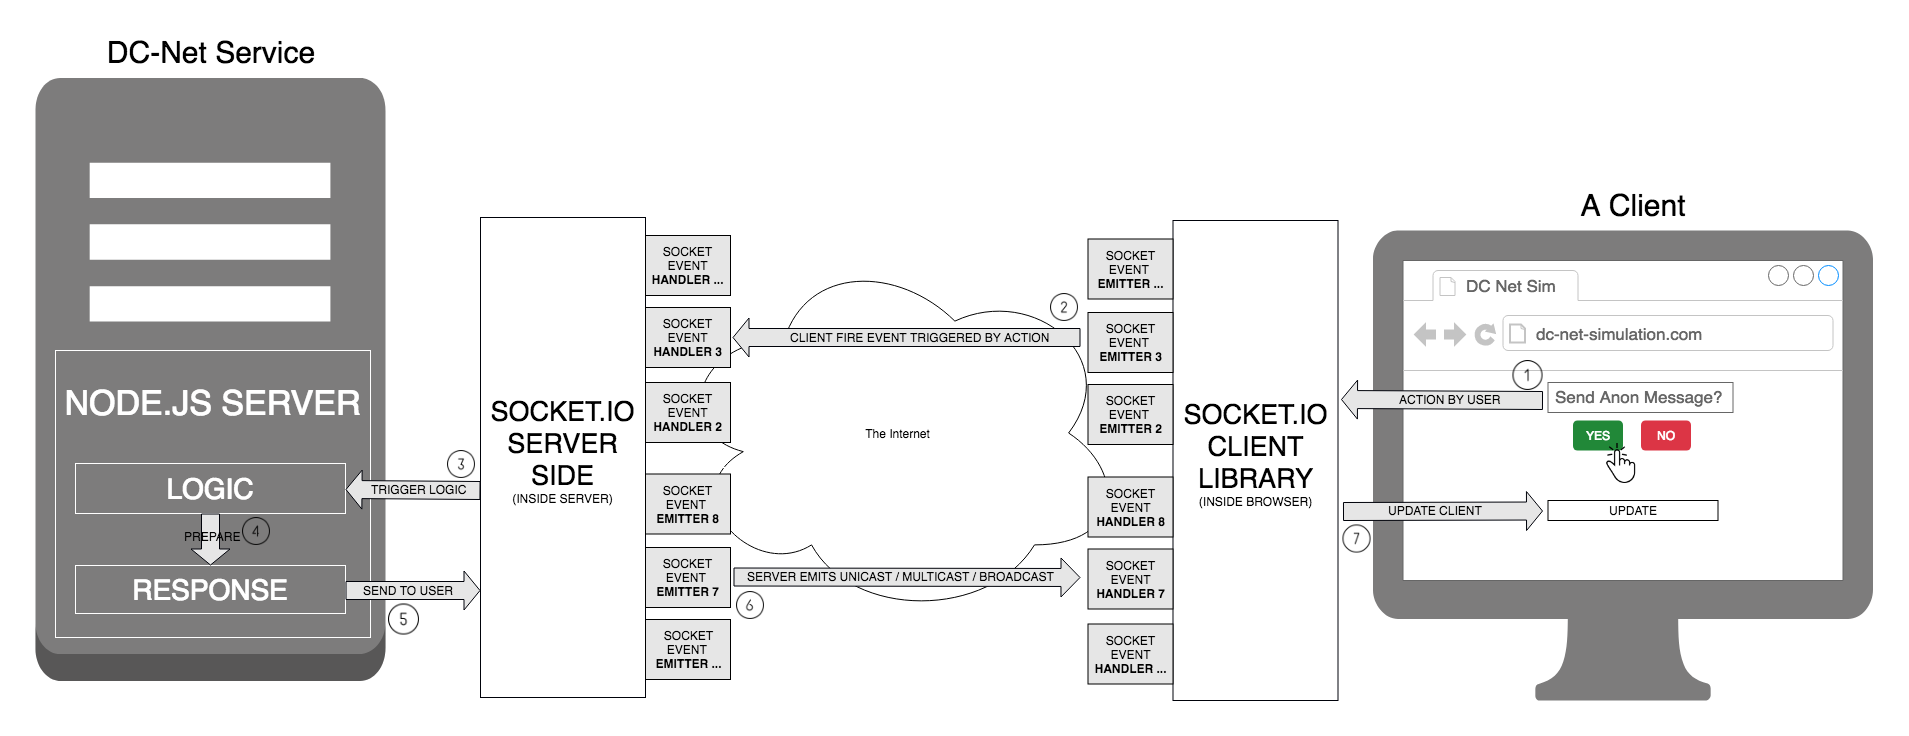 DC-Net Service
NODE.JS SERVER
LOGIC
PREPARE
4
RESPONSE
3
TRIGGER LOGIC
SEND TO USER
5
SOCKET.IO
SERVER
SIDE
(INSIDE SERVER)
SOCKET
EVENT
HANDLER ...
SOCKET
EVENT
HANDLER 3
SOCKET
EVENT
HANDLER 2
SOCKET
EVENT
EMITTER 8
SOCKET
EVENT
EMITTER 7
SOCKET
EVENT
EMITTER ...
2
CLIENT FIRE EVENT TRIGGERED BY ACTION
The Internet
SERVER EMITS UNICAST / MULTICAST / BROADCAST
6
SOCKET
EVENT
EMITTER ...
SOCKET
EVENT
EMITTER 3
SOCKET
EVENT
EMITTER 2
SOCKET
EVENT
HANDLER 8
SOCKET
EVENT
HANDLER 7
SOCKET
EVENT
HANDLER ...
SOCKET.IO
CLIENT
LIBRARY
(INSIDE BROWSER)
A Client
DC Net Sim
dc-net-simulation.com
1
ACTION BY USER
Send Anon Message?
YES
NO
UPDATE CLIENT
7
UPDATE